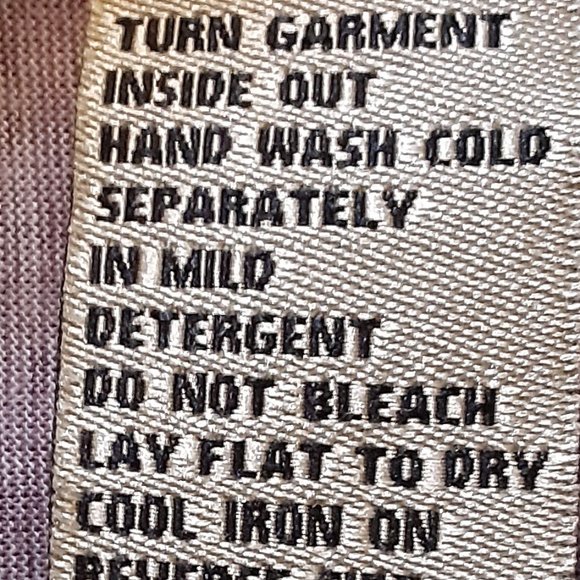 TURN GARMENT
INSIDE OUT
HAND WASH COLD
SEPARATELY
IN MILD
DETERGENT
DO NOT BLEACH
LAY FLAT TO DRY
COOL IRON ON
REVERSE